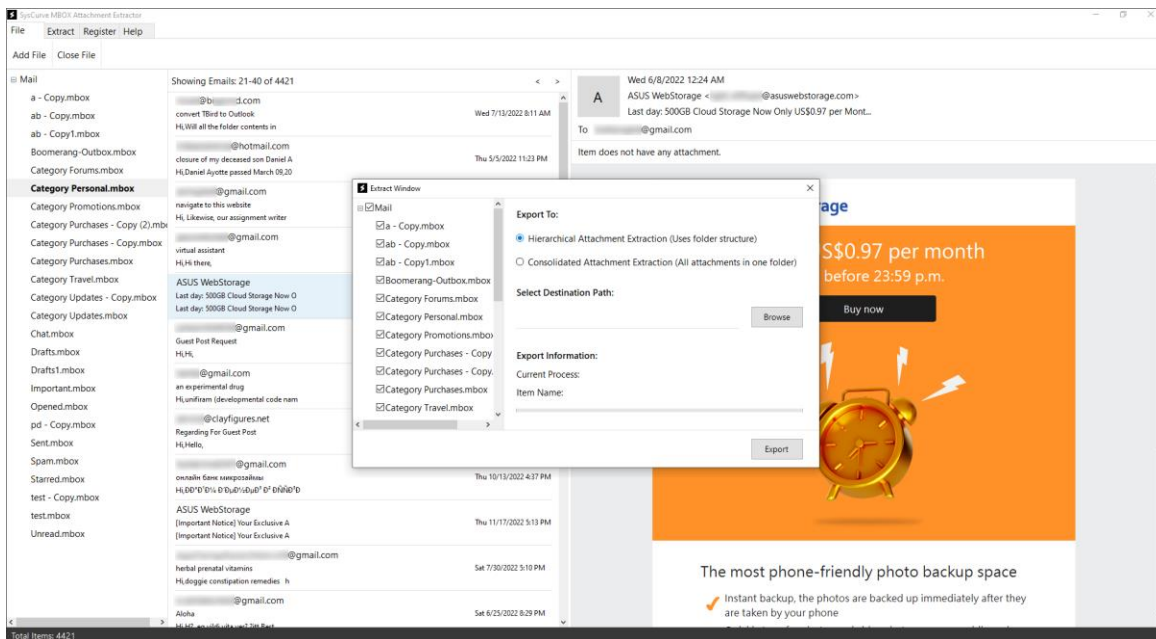 SysCurve MBOX Attachment Extractor
File Extract Register Help
Add File Close File
Mail
a - Copy.mbox
ab - Copy.mbox
ab - Copy1.mbox
Boomerang-Outbox.mbox
Category Forums.mbox
Category Personal.mbox
Category Promotions.mbox
Category Purchases - Copy (2).mb
Category Purchases - Copy.mbox
Category Purchases.mbox
Category Travel.mbox
Category Updates - Copy.mbox
Category Updates.mbox
Chat.mbox
Drafts.mbox
Drafts1.mbox
Important.mbox
Opened.mbox
pd - Copy.mbox
Sent.mbox
Spam.mbox
Starred.mbox
test - Copy.mbox
test.mbox
Unread.mbox
Total Items: 4421
Showing Emails: 21-40 of 4421
d.com
convert TBird to Outlook
Wed 7/13/2022 8:11 AM
Hi,Will all the folder contents in
@hotmail.com
closure of my deceased son Daniel A
Thu 5/5/2022 11:23 PM
Hi,Daniel Ayotte passed March 09,20
@gmail.com
navigate to this website
Hi, Likewise, our assignment writer
@gmail.com
virtual assistant
Hi,Hi there,
ASUS WebStorage
Last day: 500GB Cloud Storage Now O
Last day: 500GB Cloud Storage Now O
@gmail.com
Guest Post Request
Hi,Hi,
@gmail.com
an experimental drug
Hi,unifiram (developmental code nam
@clayfigures.net
Regarding For Guest Post
Hi,Hello,
@gmail.com
онлайн банк микрозаймы
Thu 10/13/2022 4:37 PM
ASUS WebStorage
[Important Notice] Your Exclusive A
Thu 11/17/2022 5:13 PM
[Important Notice] Your Exclusive A
@gmail.com
herbal prenatal vitamins
Sat 7/30/2022 5:10 PM
Hi,doggie constipation remedies h
@gmail.com
Aloha
Sat 6/25/2022 8:29 PM
A
Wed 6/8/2022 12:24 AM
ASUS WebStorage < @asuswebstorage.com>
Last day: 500GB Cloud Storage Now Only US$0.97 per Mont...
To @gmail.com
Item does not have any attachment.
Extract Window
Mail
a - Copy.mbox
ab - Copy.mbox
ab - Copy1.mbox
Boomerang-Outbox.mbox
Category Forums.mbox
Category Personal.mbox
Category Promotions.mbox
Category Purchases - Copy
Category Purchases - Copy.
Category Purchases.mbox
Category Travel.mbox
Export To:
Hierarchical Attachment Extraction (Uses folder structure)
Consolidated Attachment Extraction (All attachments in one folder)
Select Destination Path:
Browse
Export Information:
Current Process:
Item Name:
Export
rage
S$0.97 per month
before 23:59 p.m.
Buy now
The most phone-friendly photo backup space
Instant backup, the photos are backed up immediately after they
are taken by your phone